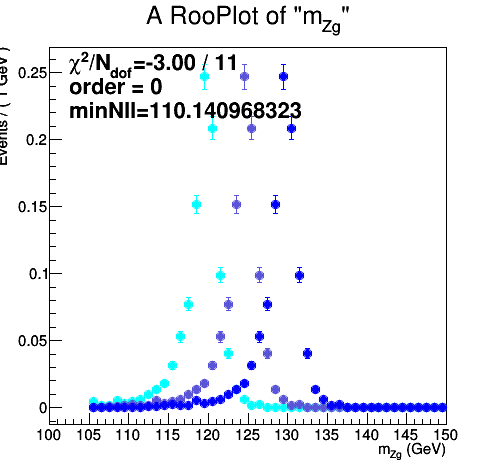 A RooPlot of "m_Zg"
χ²/N_dof=-3.00 / 11
order = 0
minNll=110.140968323
Events / ( 1 GeV )
0.25
0.2
0.15
0.1
0.05
0
100 105 110 115 120 125 130 135 140 145 150
m_Zg (GeV)